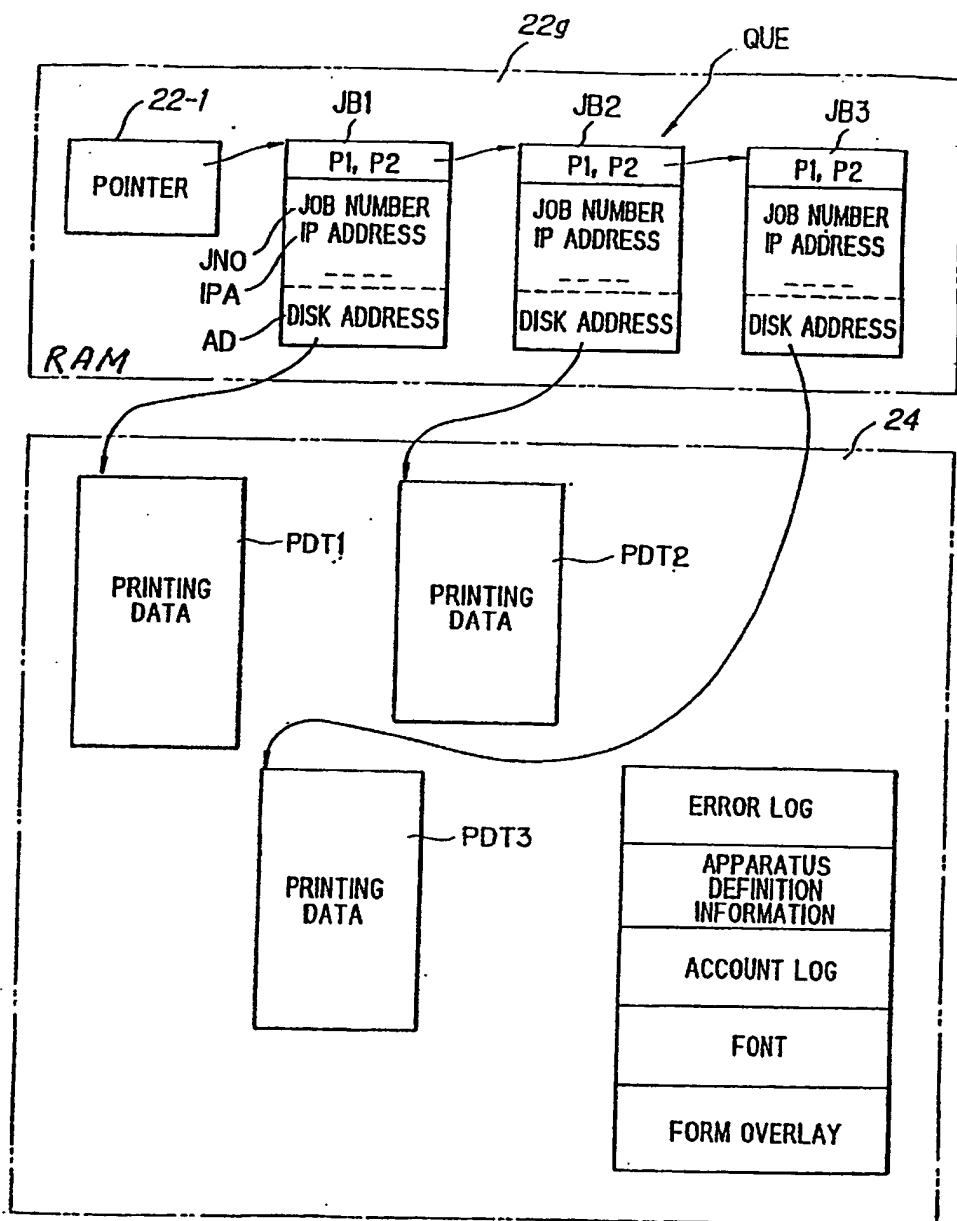 22g
QUE
22-1
JB1
JB2
JB3
POINTER
P1, P2
P1, P2
P1, P2
JOB NUMBER
IP ADDRESS
JOB NUMBER
IP ADDRESS
JOB NUMBER
IP ADDRESS
JNO
IPA
AD
DISK ADDRESS
DISK ADDRESS
DISK ADDRESS
RAM
24
PDT1
PRINTING
DATA
PDT2
PRINTING
DATA
PDT3
PRINTING
DATA
ERROR LOG
APPARATUS
DEFINITION
INFORMATION
ACCOUNT LOG
FONT
FORM OVERLAY